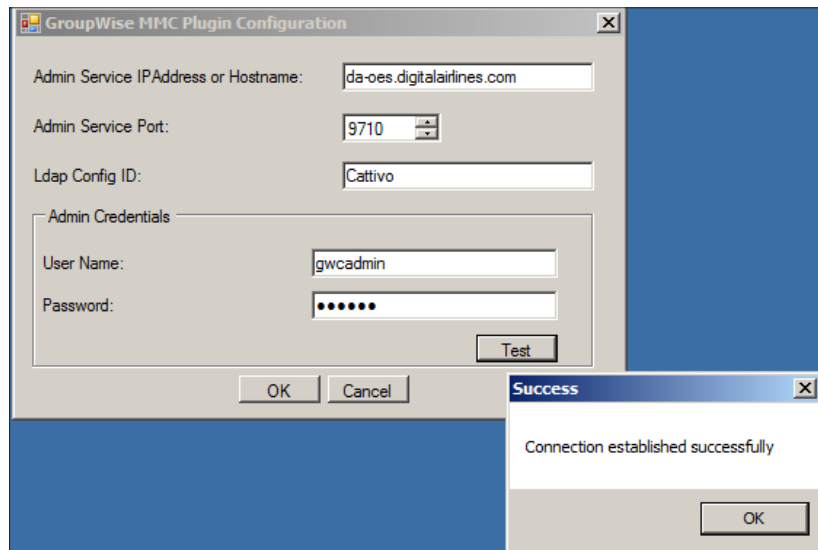 GroupWise MMC Plugin Configuration
Admin Service IPAddress or Hostname: da-oes.digitalairlines.com
Admin Service Port: 9710
Ldap Config ID: Cattivo
Admin Credentials
User Name: gwcadmin
Password: ●●●●●●
Test
OK Cancel
Success
Connection established successfully
OK